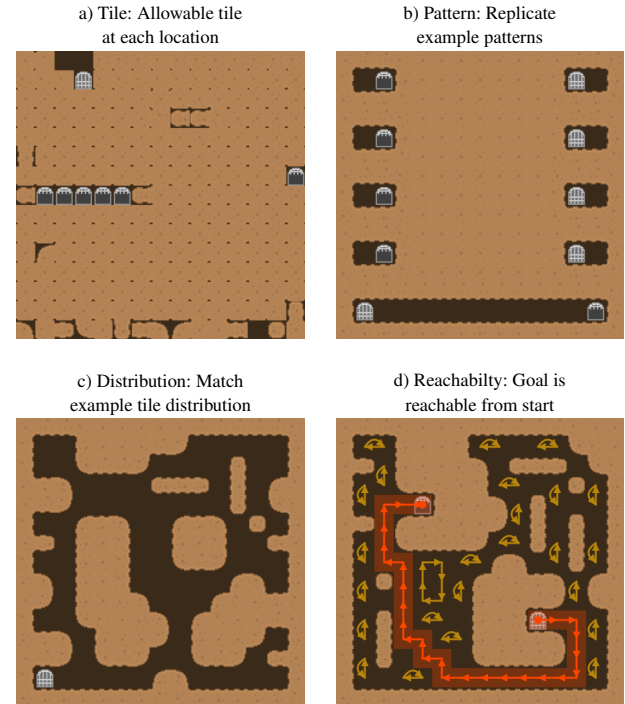 a) Tile: Allowable tile
at each location
b) Pattern: Replicate
example patterns
c) Distribution: Match
example tile distribution
d) Reachabilty: Goal is
reachable from start